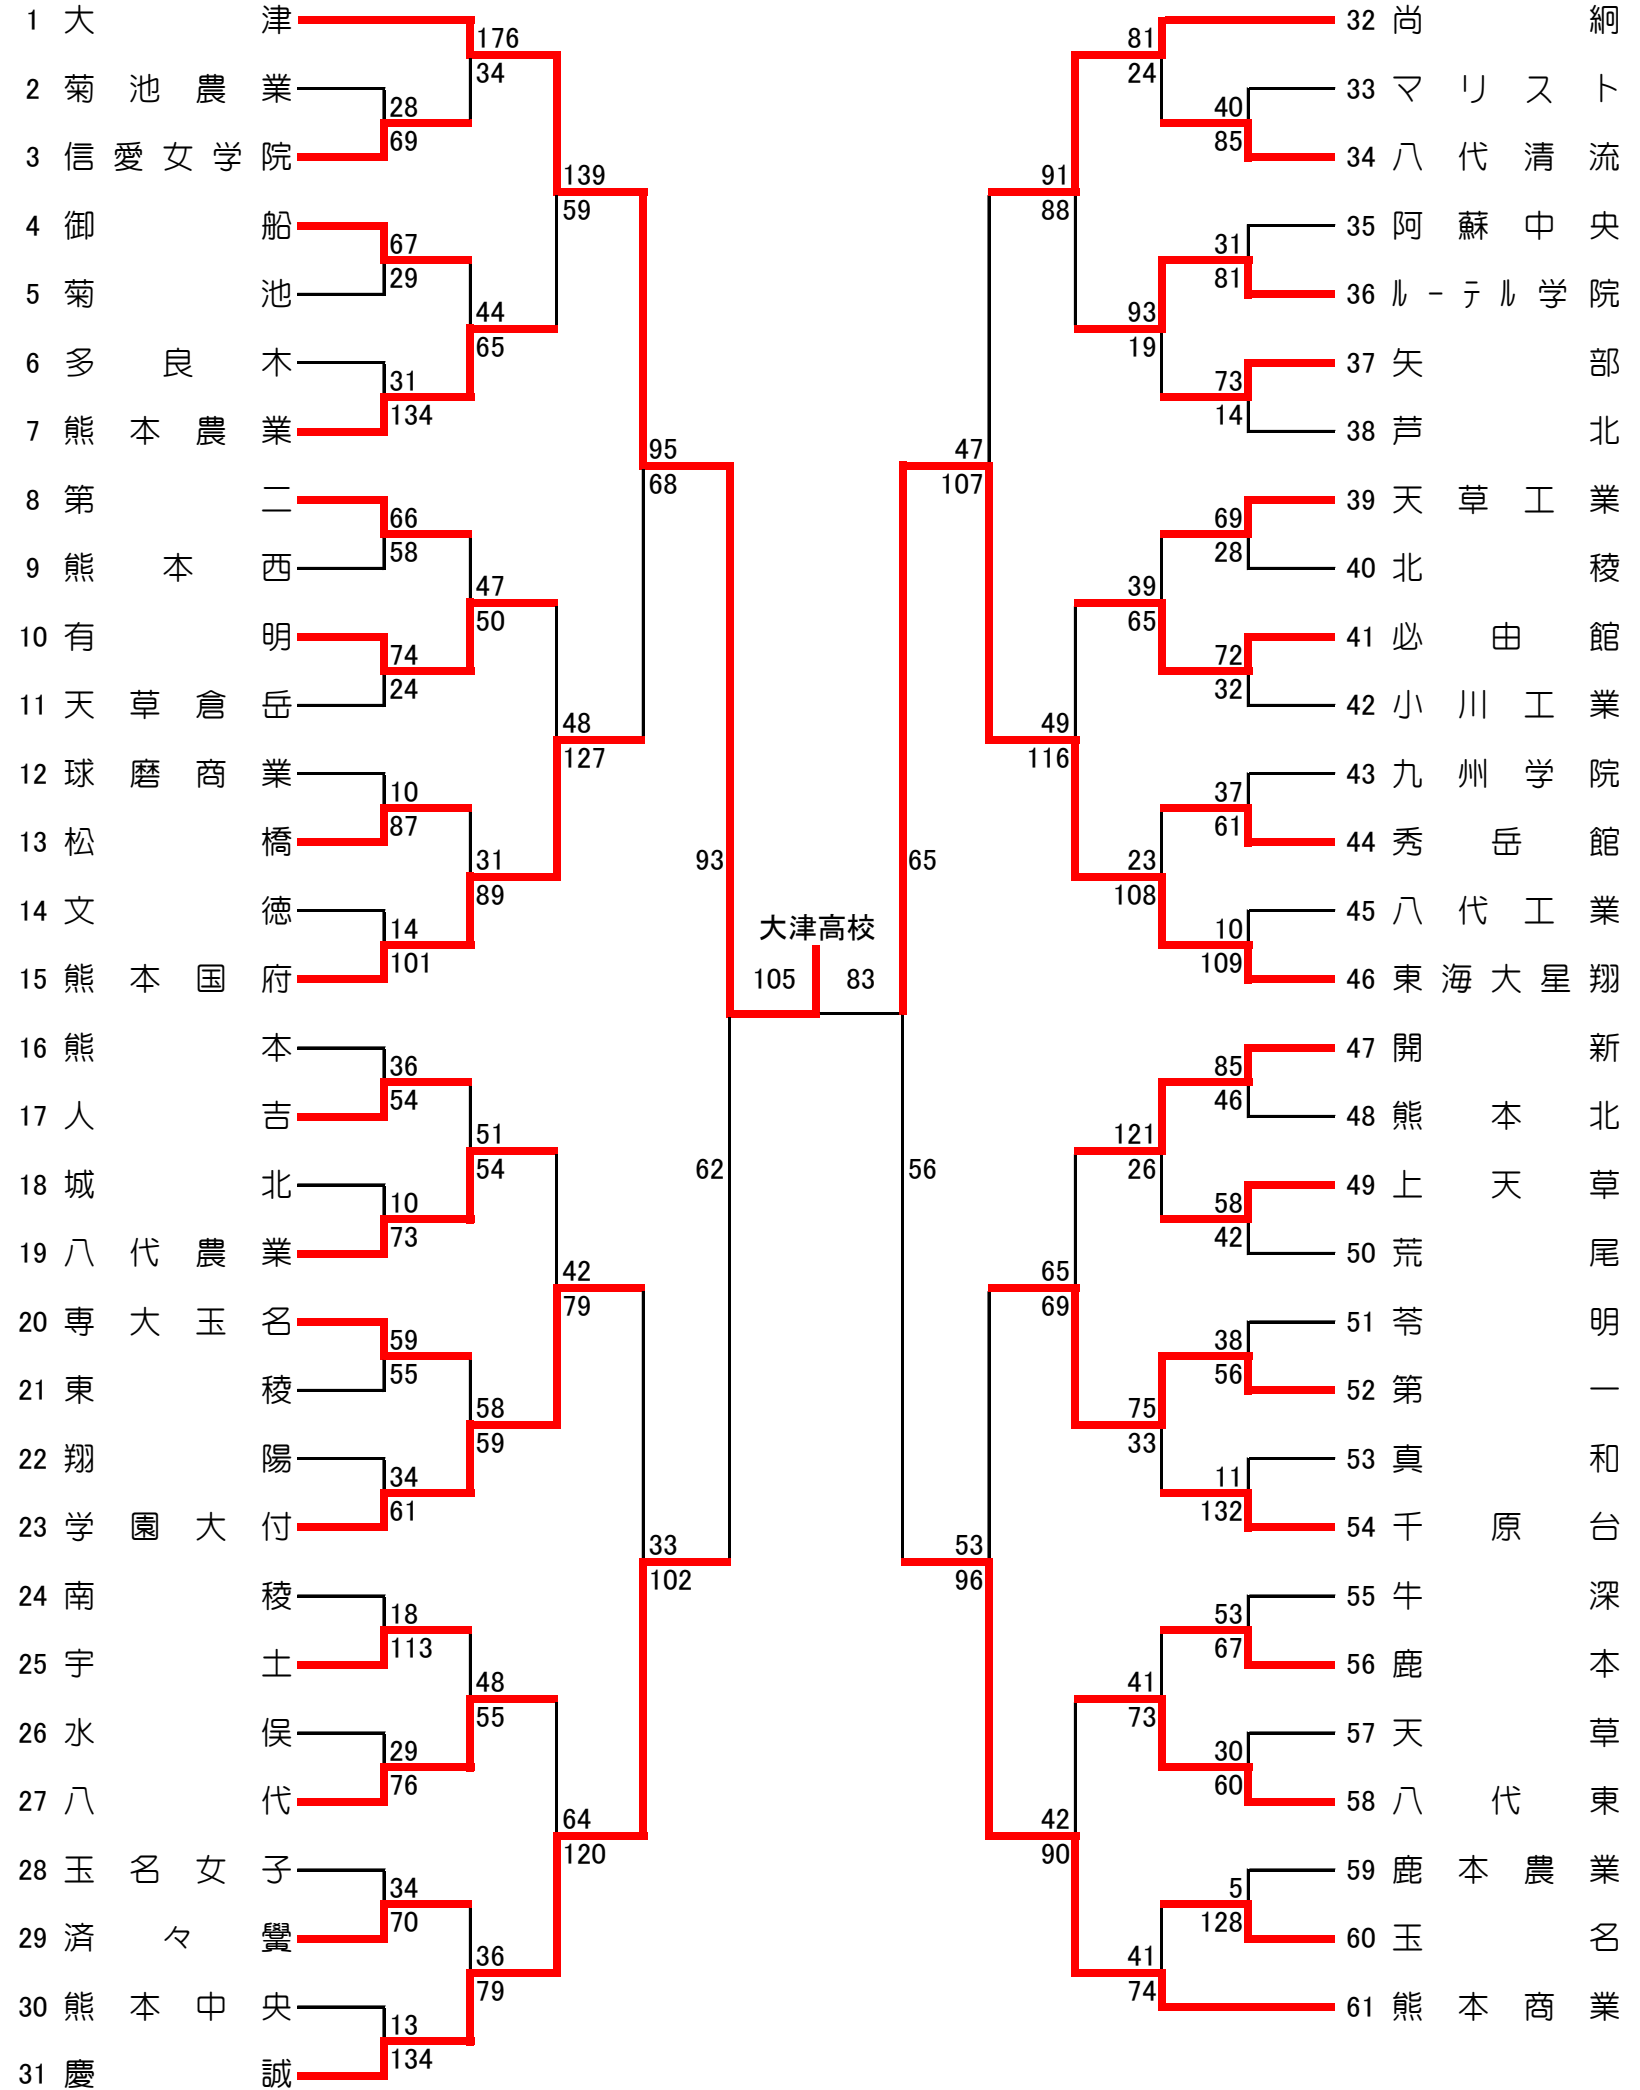 1 大津
2 菊池農業
3 信愛女学院
4 御船
5 菊池
6 多良木
7 熊本農業
8 第二
9 熊本西
10 有明
11 天草倉岳
12 球磨商業
13 松橋
14 文徳
15 熊本国府
16 熊本
17 人吉
18 城北
19 八代農業
20 専大玉名
21 東稜
22 翔陽
23 学園大付
24 南稜
25 宇土
26 水俣
27 八代
28 玉名女子
29 済々黌
30 熊本中央
31 慶誠
28
69
67
29
31
134
66
58
74
24
10
87
14
101
36
54
10
73
59
55
34
61
18
113
29
76
34
70
13
134
176
34
44
65
47
50
31
89
51
54
58
59
48
55
36
79
139
59
48
127
42
79
64
120
95
68
33
102
93
62
大津高校
105 83
65
56
47
107
53
96
91
88
49
116
65
69
42
90
81
24
93
19
39
65
23
108
121
26
75
33
41
73
41
74
40
85
31
81
73
14
69
28
72
32
37
61
10
109
85
46
58
42
38
56
11
132
53
67
30
60
5
128
32 尚絅
33 マリスト
34 八代清流
35 阿蘇中央
36 ﾙｰﾃﾙ学院
37 矢部
38 芦北
39 天草工業
40 北稜
41 必由館
42 小川工業
43 九州学院
44 秀岳館
45 八代工業
46 東海大星翔
47 開新
48 熊本北
49 上天草
50 荒尾
51 苓明
52 第一
53 真和
54 千原台
55 牛深
56 鹿本
57 天草
58 八代東
59 鹿本農業
60 玉名
61 熊本商業